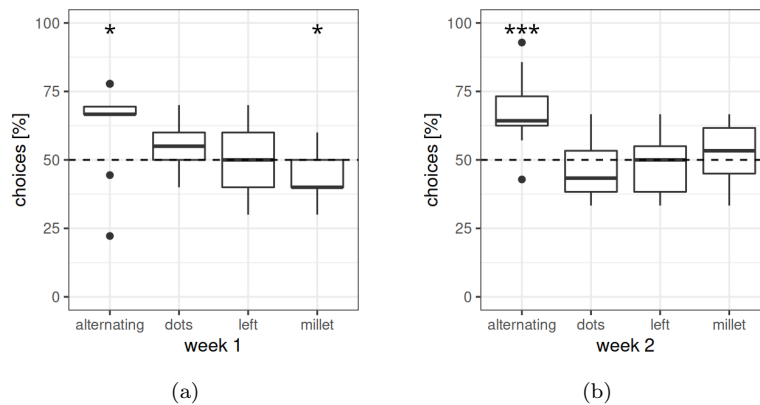 * *
100
75
50
25
0
choices [%]
alternating dots left millet
week 1
(a)
***
100
75
50
25
0
choices [%]
alternating dots left millet
week 2
(b)